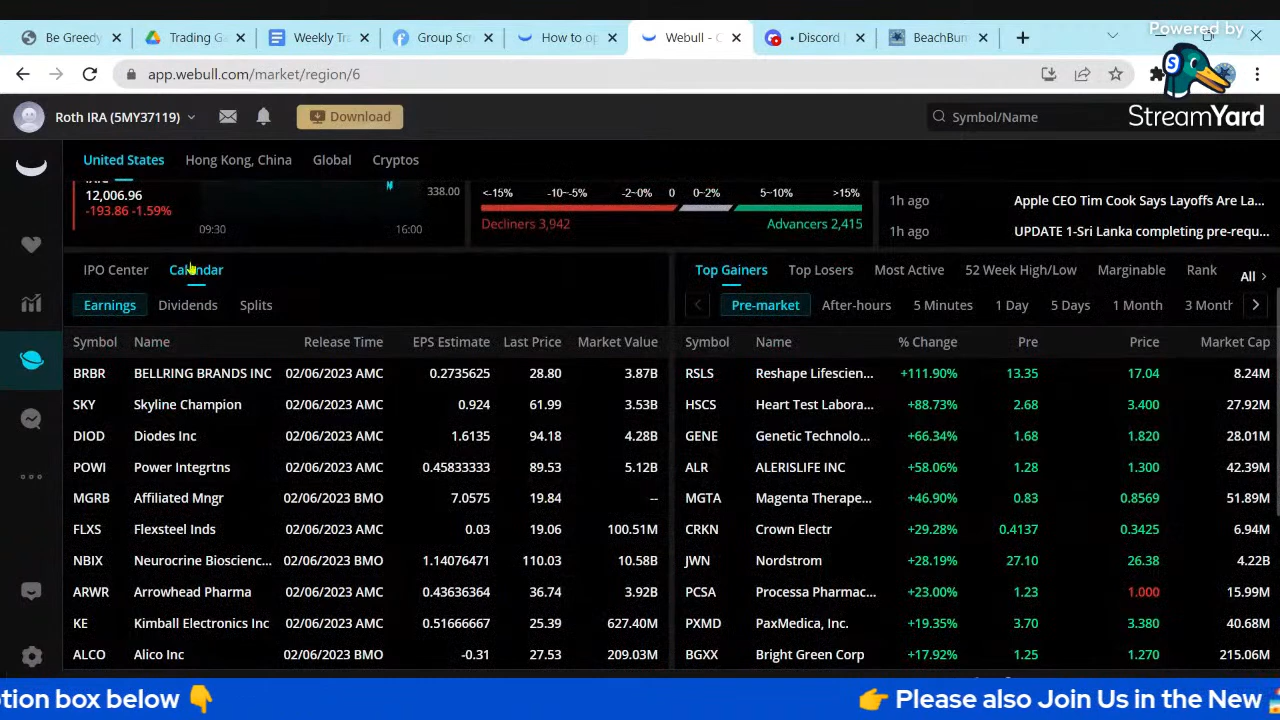 Powered by
StreamYard
Be Greedy
Trading G
Weekly Tr
Group Sc
How to op
Webull - C
• Discord |
BeachBur
app.webull.com/market/region/6
Roth IRA (5MY37119)
Download
Symbol/Name
United States Hong Kong, China Global Cryptos
12,006.96
-193.86 -1.59%
338.00
09:30 16:00
<-15% -10~-5% -2~0% 0 0~2% 5~10% >15%
Decliners 3,942 Advancers 2,415
1h ago Apple CEO Tim Cook Says Layoffs Are La...
1h ago UPDATE 1-Sri Lanka completing pre-requ...
IPO Center Calendar
Earnings Dividends Splits
Symbol Name Release Time EPS Estimate Last Price Market Value
BRBR BELLRING BRANDS INC 02/06/2023 AMC 0.2735625 28.80 3.87B
SKY Skyline Champion 02/06/2023 AMC 0.924 61.99 3.53B
DIOD Diodes Inc 02/06/2023 AMC 1.6135 94.18 4.28B
POWI Power Integrtns 02/06/2023 AMC 0.45833333 89.53 5.12B
MGRB Affiliated Mngr 02/06/2023 BMO 7.0575 19.84 --
FLXS Flexsteel Inds 02/06/2023 AMC 0.03 19.06 100.51M
NBIX Neurocrine Bioscienc... 02/06/2023 BMO 1.14076471 110.03 10.58B
ARWR Arrowhead Pharma 02/06/2023 AMC 0.43636364 36.74 3.92B
KE Kimball Electronics Inc 02/06/2023 AMC 0.51666667 25.39 627.40M
ALCO Alico Inc 02/06/2023 BMO -0.31 27.53 209.03M
Top Gainers Top Losers Most Active 52 Week High/Low Marginable Rank All
Pre-market After-hours 5 Minutes 1 Day 5 Days 1 Month 3 Month
Symbol Name % Change Pre Price Market Cap
RSLS Reshape Lifescien... +111.90% 13.35 17.04 8.24M
HSCS Heart Test Labora... +88.73% 2.68 3.400 27.92M
GENE Genetic Technolo... +66.34% 1.68 1.820 28.01M
ALR ALERISLIFE INC +58.06% 1.28 1.300 42.39M
MGTA Magenta Therape... +46.90% 0.83 0.8569 51.89M
CRKN Crown Electr +29.28% 0.4137 0.3425 6.94M
JWN Nordstrom +28.19% 27.10 26.38 4.22B
PCSA Processa Pharmac... +23.00% 1.23 1.000 15.99M
PXMD PaxMedica, Inc. +19.35% 3.70 3.380 40.68M
BGXX Bright Green Corp +17.92% 1.25 1.270 215.06M
tion box below 👇 👉 Please also Join Us in the New